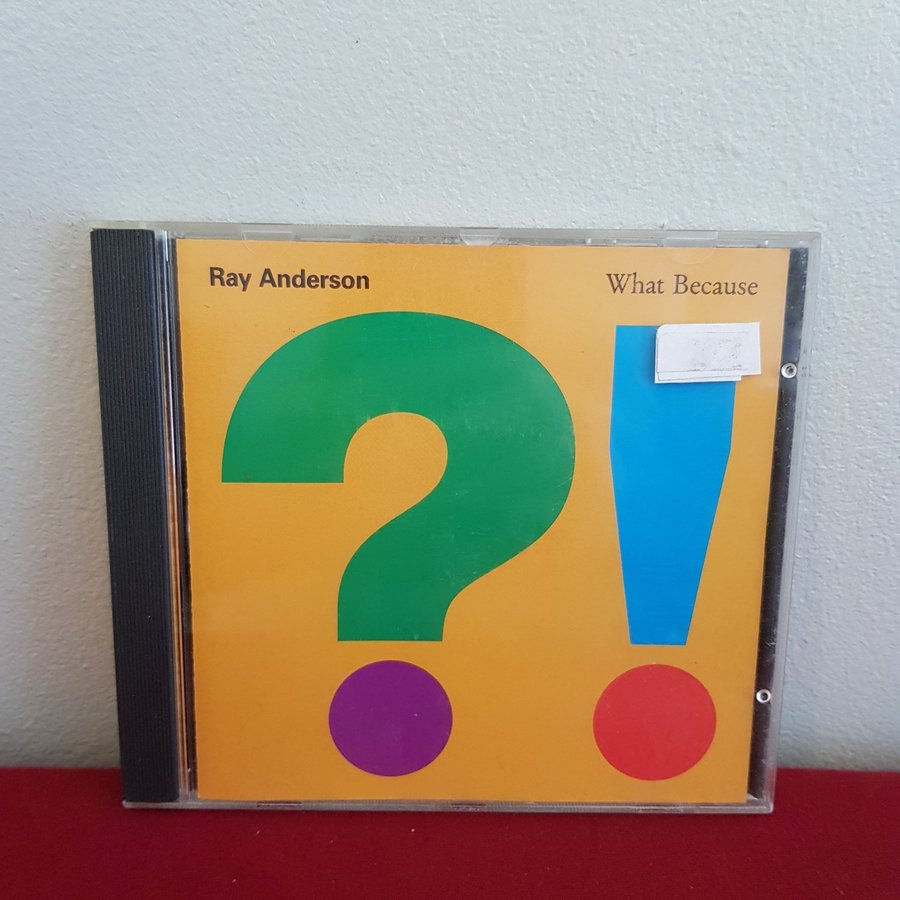 Ray Anderson
What Because
?!